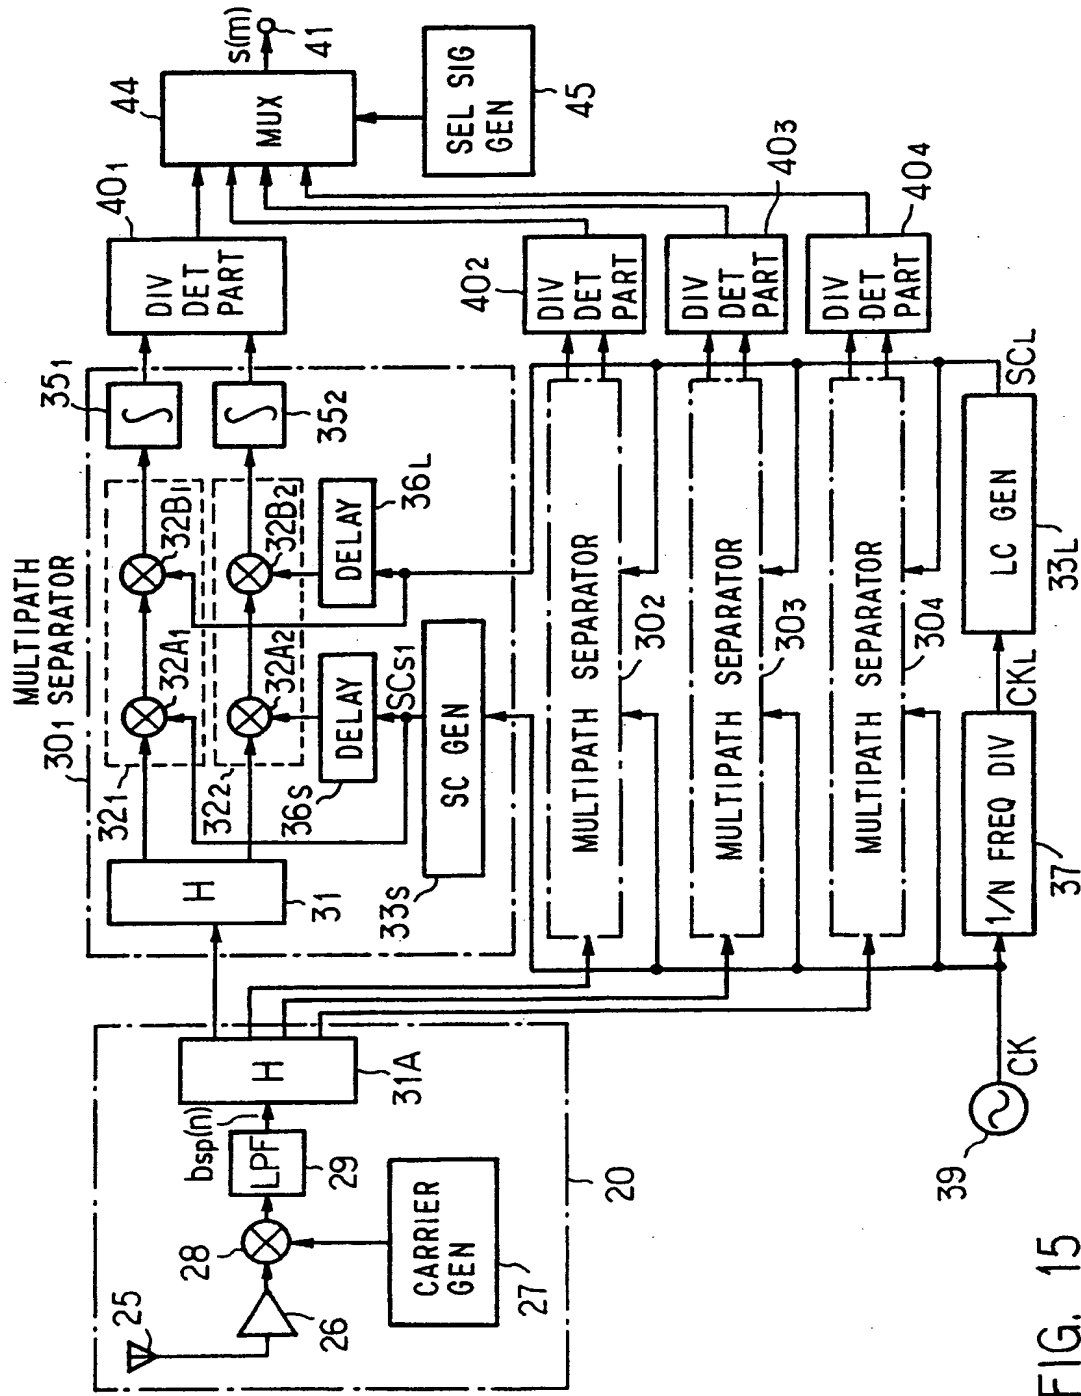 25
26
28
CARRIER
GEN
27
LPF
29
bsp(n)
H
31A
20
MULTIPATH
SEPARATOR
30₁
H
31
32₁
32A₁
32B₁
32₂
32A₂
32B₂
35₁
∫
35₂
∫
36S
DELAY
36L
DELAY
SCS1
SC GEN
33S
DIV
DET
PART
40₁
44
MUX
s(m)
41
SEL SIG
GEN
45
MULTIPATH SEPARATOR
30₂
DIV
DET
PART
40₂
MULTIPATH SEPARATOR
30₃
DIV
DET
PART
40₃
MULTIPATH SEPARATOR
30₄
DIV
DET
PART
40₄
39
CK
1/N FREQ DIV
37
CKL
LC GEN
33L
SCL
FIG. 15